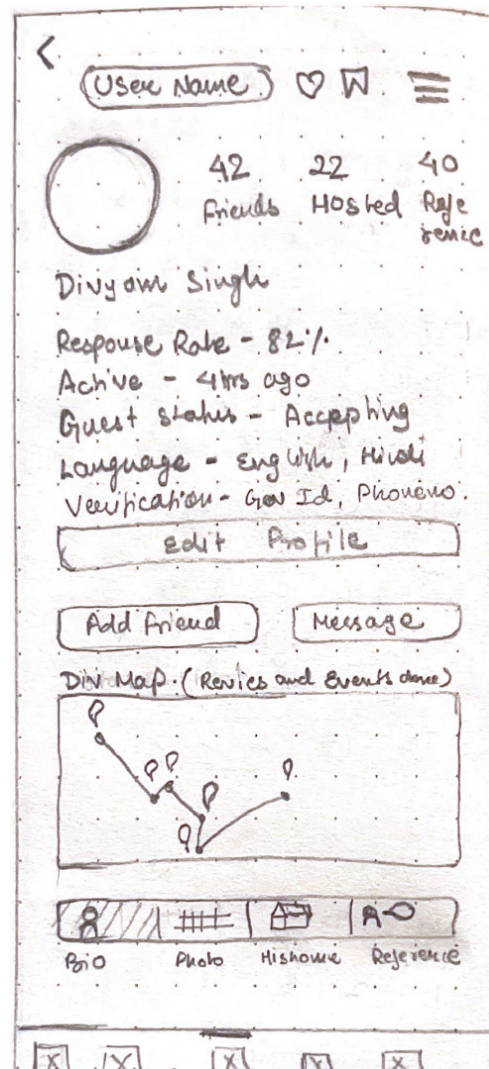 User Name
42 22 40
Friends Hosted Refe
rence
Divyam Singh
Response Rate - 82%
Active - 4hrs ago
Guest status - Accepting
Language - English, Hindi
Verification - Gov Id, Phoneno.
Edit Profile
Add Friend Message
Div Map. (Revies and Events done)
Bio Photo Hishome Reference